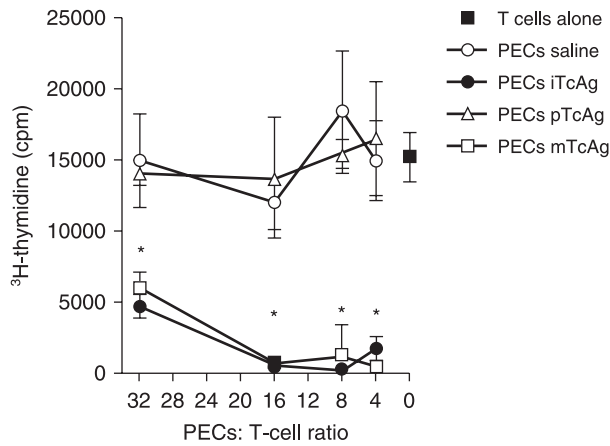 25000
20000
15000
10000
5000
0
³H-thymidine (cpm)
* * * *
32 28 24 20 16 12 8 4 0
PECs: T-cell ratio
T cells alone
PECs saline
PECs iTcAg
PECs pTcAg
PECs mTcAg